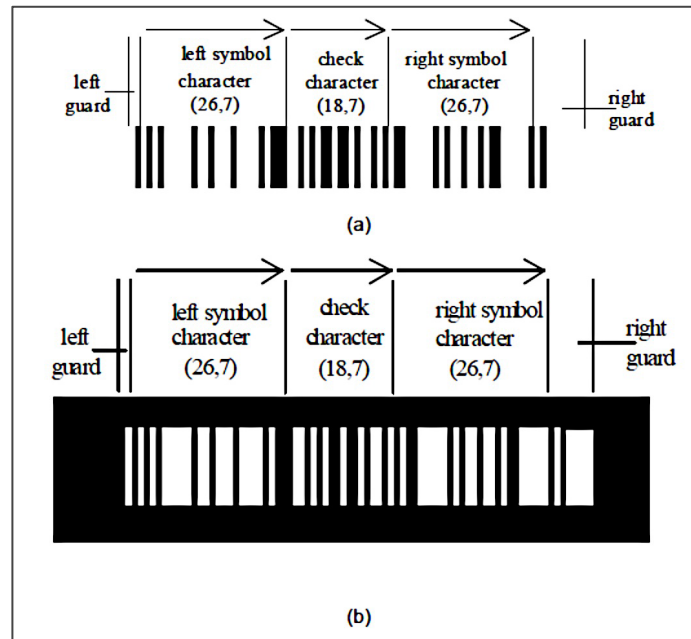 left symbol
character
(26,7)
check
character
(18,7)
right symbol
character
(26,7)
left
guard
right
guard
(a)
left symbol
character
(26,7)
check
character
(18,7)
right symbol
character
(26,7)
left
guard
right
guard
(b)